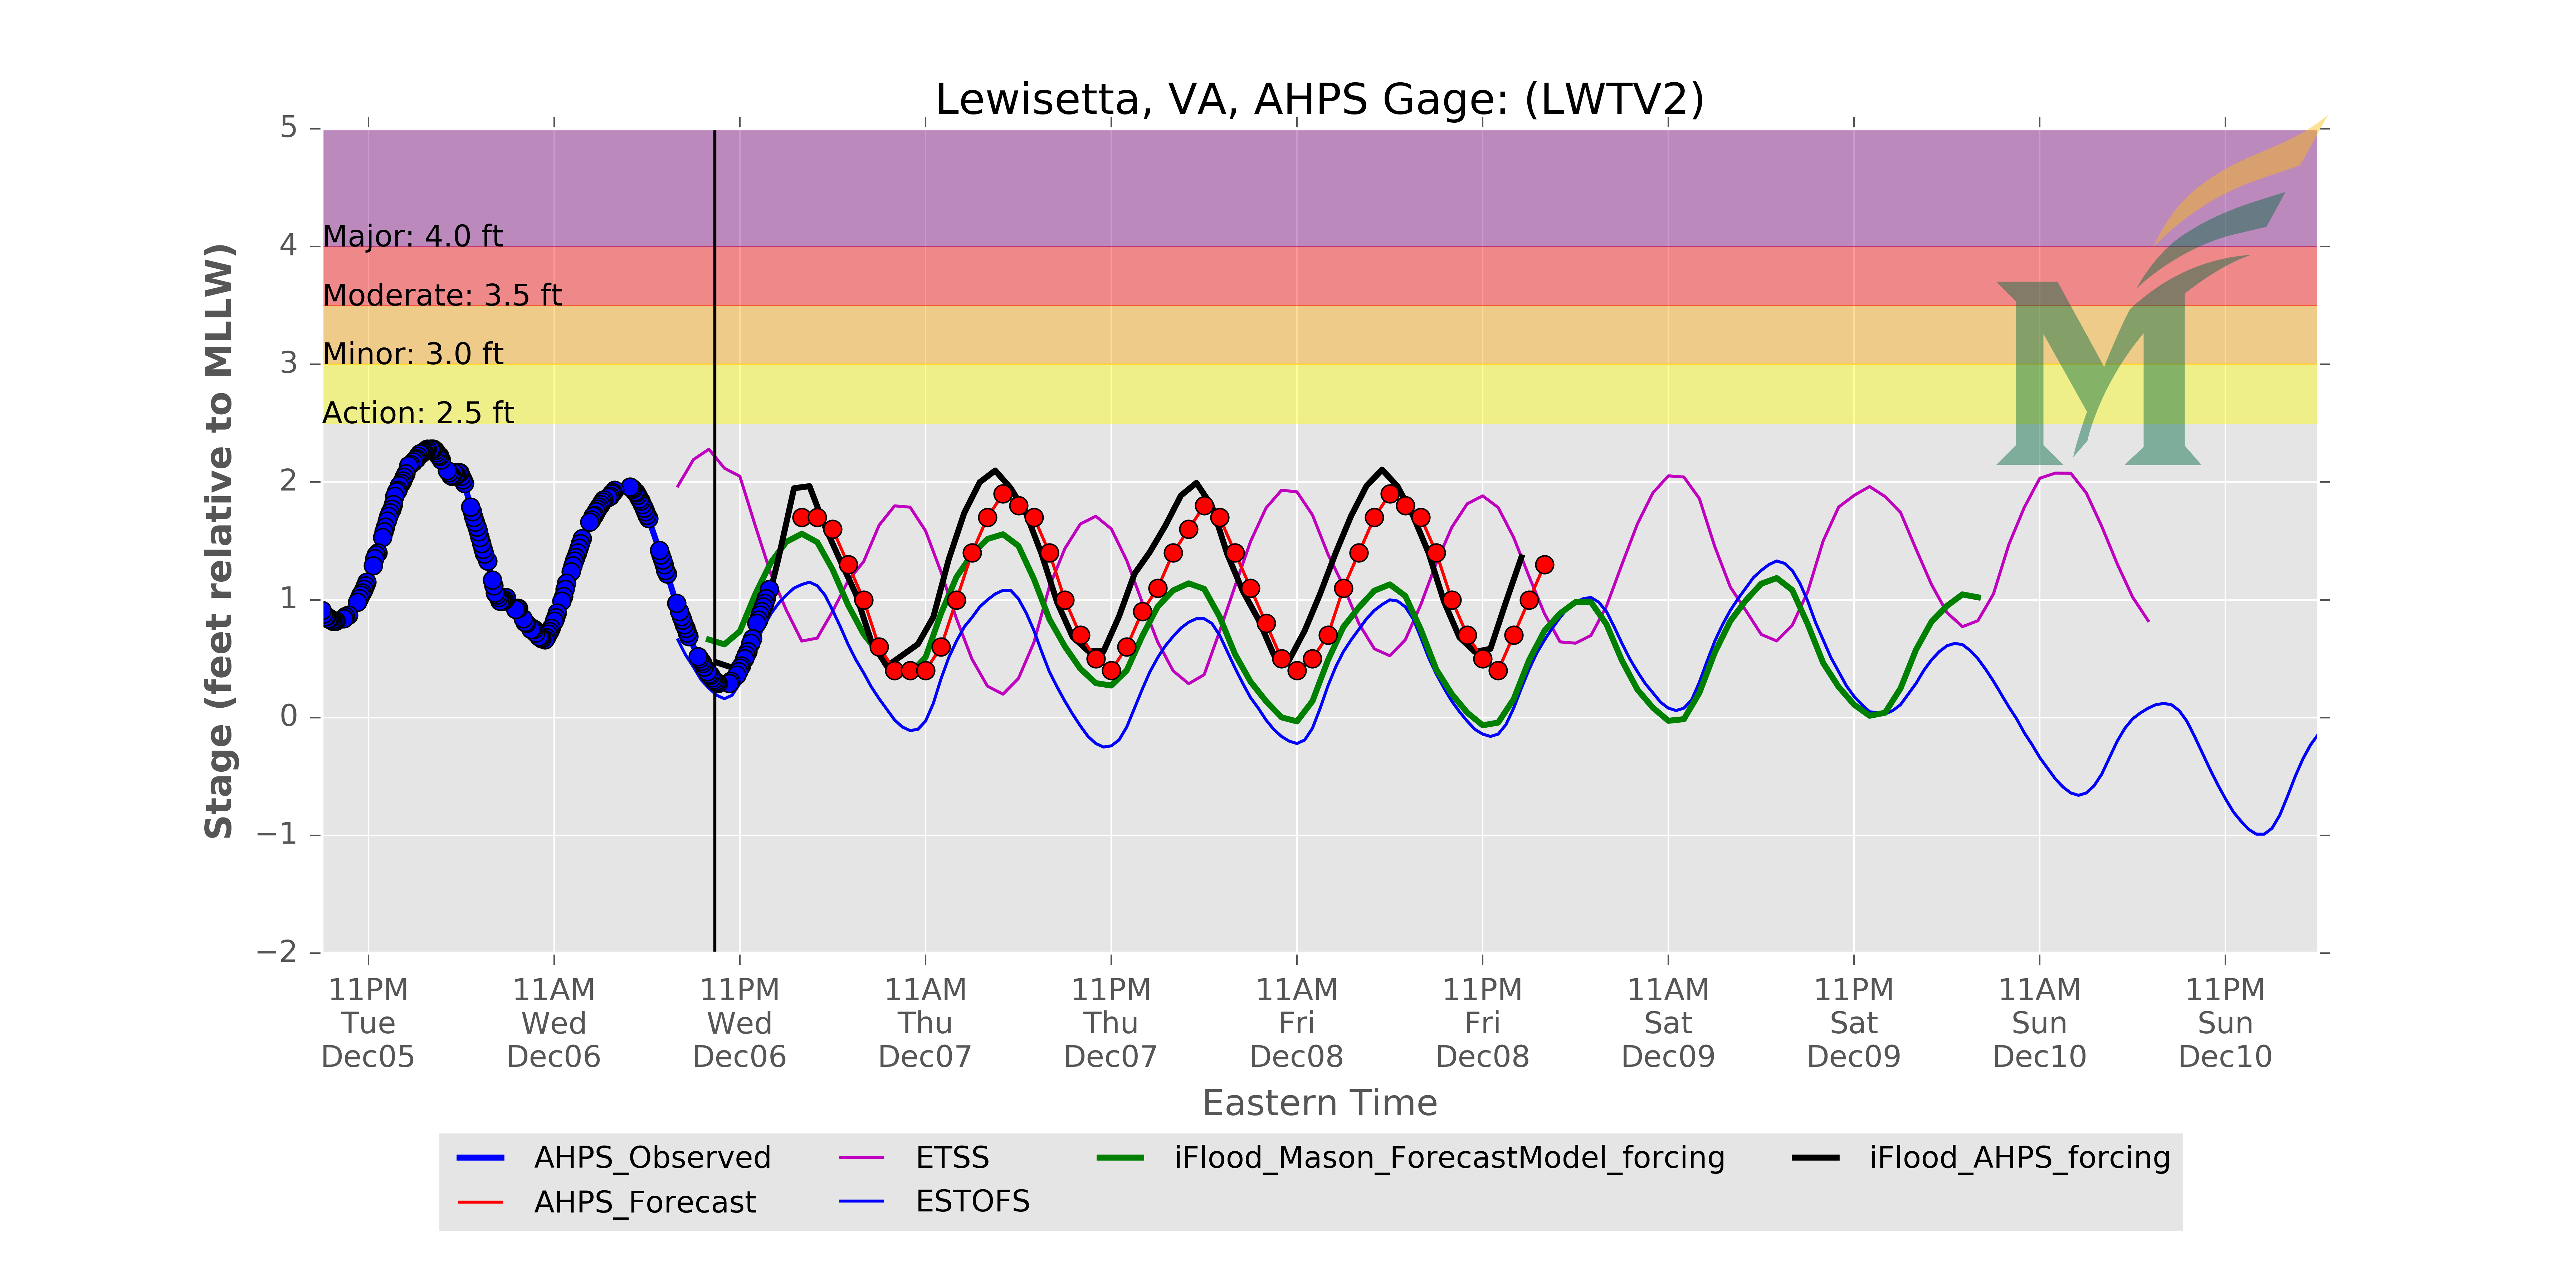 Lewisetta, VA, AHPS Gage: (LWTV2)
5
4
3
2
1
0
−1
−2
Stage (feet relative to MLLW)
Major: 4.0 ft
Moderate: 3.5 ft
Minor: 3.0 ft
Action: 2.5 ft
M
11PM 11AM 11PM 11AM 11PM 11AM 11PM 11AM 11PM 11AM 11PM
Tue Wed Wed Thu Thu Fri Fri Sat Sat Sun Sun
Dec05 Dec06 Dec06 Dec07 Dec07 Dec08 Dec08 Dec09 Dec09 Dec10 Dec10
Eastern Time
AHPS_Observed ETSS iFlood_Mason_ForecastModel_forcing iFlood_AHPS_forcing
AHPS_Forecast ESTOFS